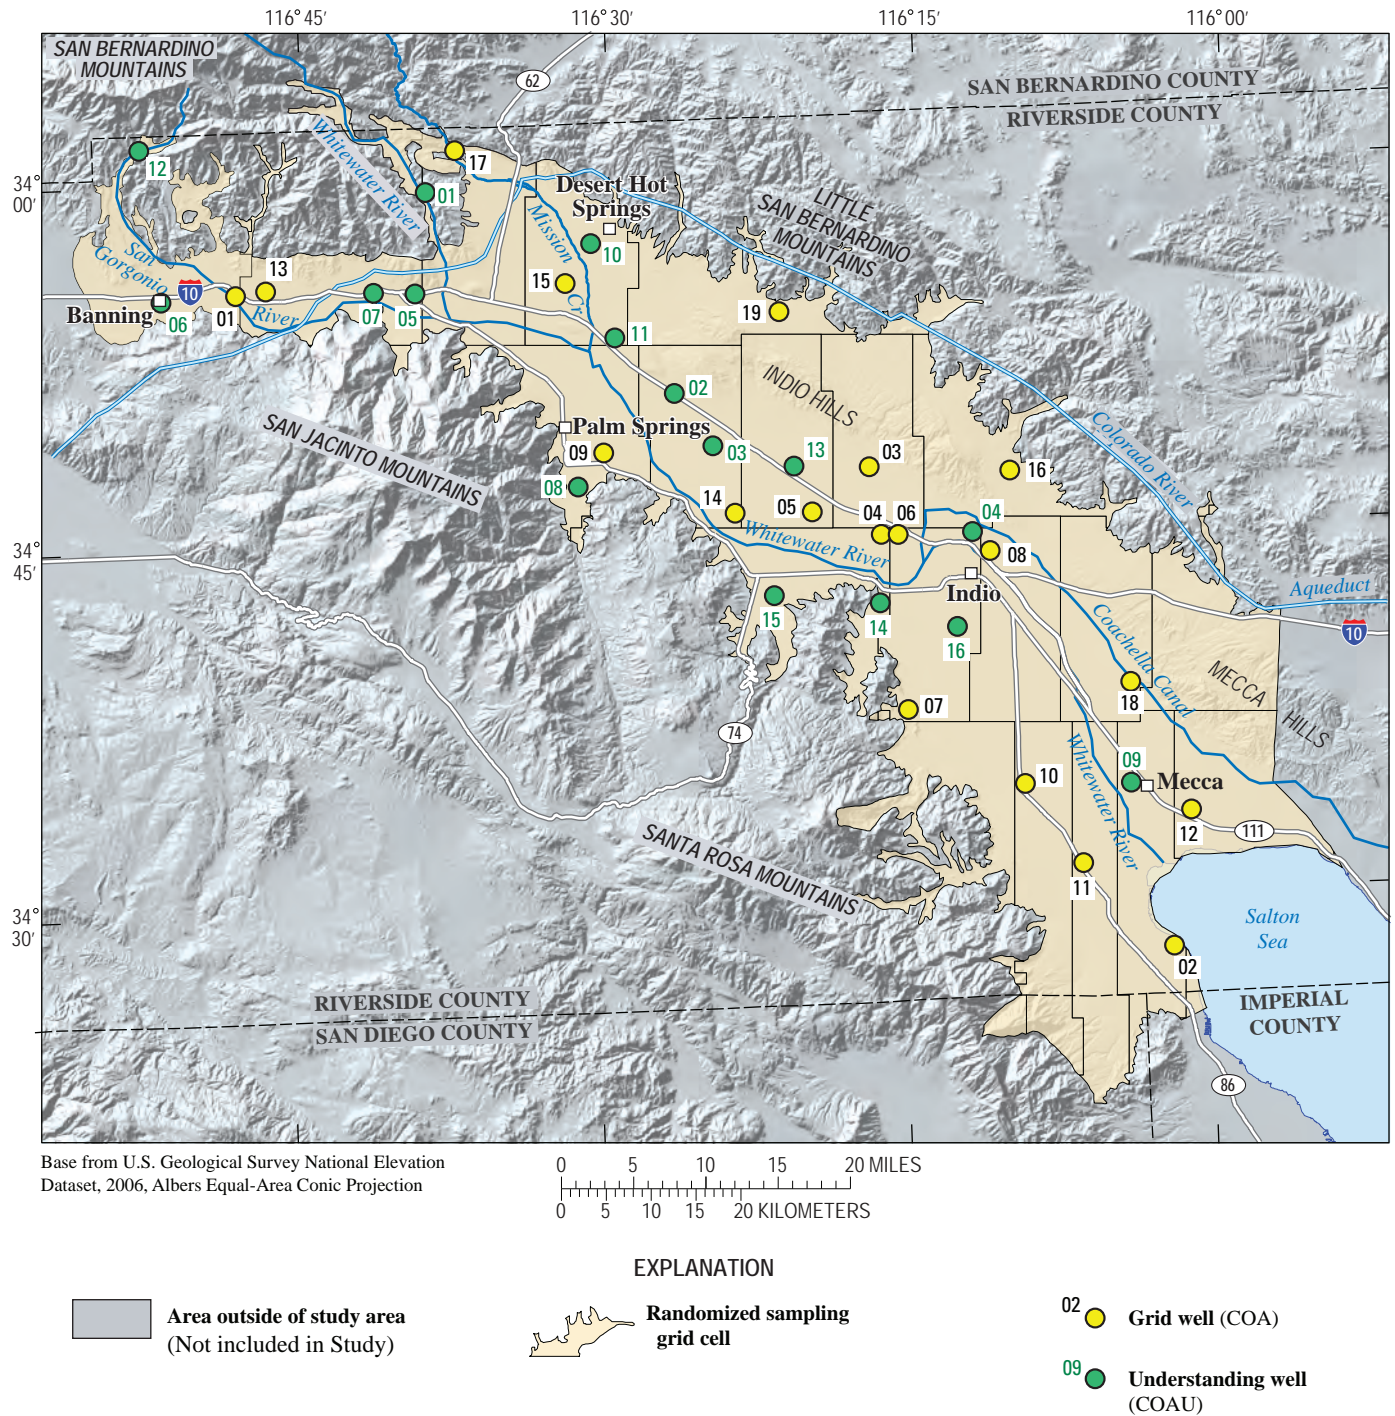 116°45′
116°30′
116°15′
116°00′
SAN BERNARDINO
MOUNTAINS
62
SAN BERNARDINO COUNTY
RIVERSIDE COUNTY
Whitewater River
17
12
01
34°
00′
Desert Hot
Springs
LITTLE
SAN BERNARDINO
MOUNTAINS
Mission
Cr
10
San
Gorgonio
River
13
15
10
19
Banning
06
01
07
05
11
02
INDIO HILLS
SAN JACINTO MOUNTAINS
Palm Springs
Colorado River
09
03
13
03
16
08
14
05
04
06
04
Whitewater River
08
34°
45′
Indio
Aqueduct
15
14
16
10
Coachella Canal
MECCA
HILLS
18
07
74
Whitewater River
10
09
Mecca
12
111
SANTA ROSA MOUNTAINS
11
34°
30′
Salton
Sea
02
RIVERSIDE COUNTY
SAN DIEGO COUNTY
IMPERIAL
COUNTY
86
Base from U.S. Geological Survey National Elevation
Dataset, 2006, Albers Equal-Area Conic Projection
0 5 10 15 20 MILES
0 5 10 15 20 KILOMETERS
EXPLANATION
Area outside of study area
(Not included in Study)
Randomized sampling
grid cell
02
Grid well (COA)
09
Understanding well
(COAU)